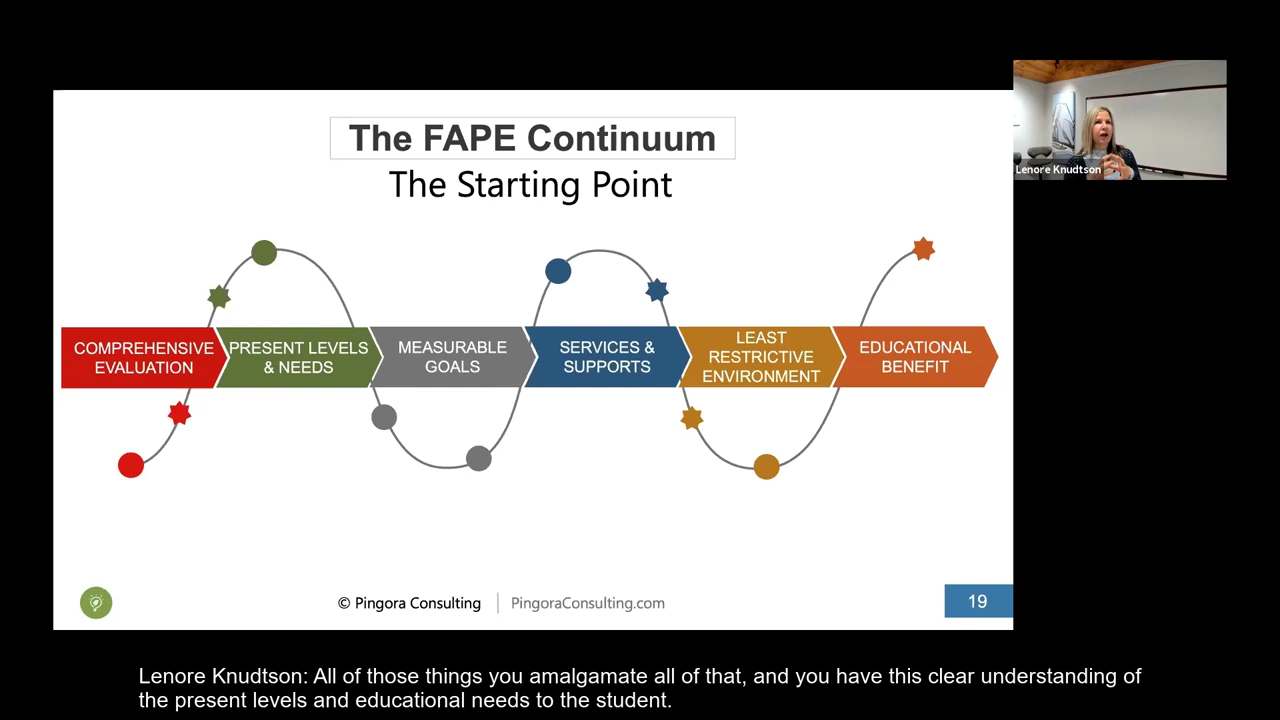 The FAPE Continuum
The Starting Point
COMPREHENSIVE
EVALUATION
PRESENT LEVELS
& NEEDS
MEASURABLE
GOALS
SERVICES &
SUPPORTS
LEAST
RESTRICTIVE
ENVIRONMENT
EDUCATIONAL
BENEFIT
© Pingora Consulting
PingoraConsulting.com
19
Lenore Knudtson
Lenore Knudtson: All of those things you amalgamate all of that, and you have this clear understanding of
the present levels and educational needs to the student.